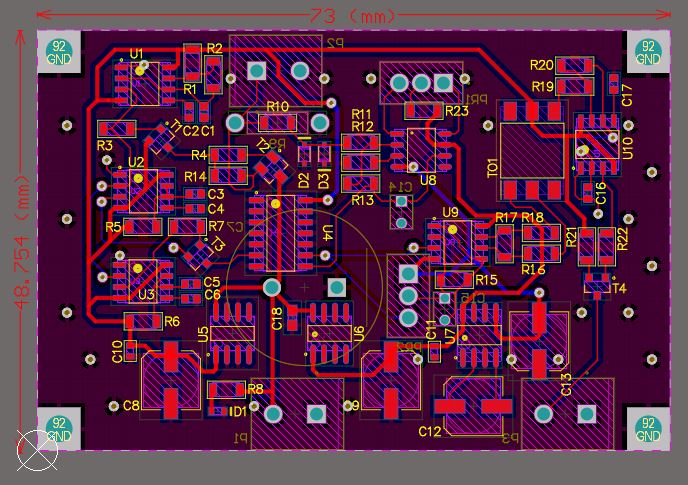 73 (mm)
48.754 (mm)
92
GND
92
GND
U1
R2
P2
R1
C2 C1
R10
R3
T1
R4
T2
R9
D2
D3
R11
R12
R13
R14
U2
C3
C4
R5
R7
C7
U4
T3
U3
C5
C6
R6
U5
C18
U6
C10
C8
R8
D1
P1
PR1
R23
U8
C14
U9
R17
R18
R16
R15
C11
U7
C12
C13
P3
R20
R19
C17
TO1
U10
C16
R21
R22
T4
92
GND
92
GND